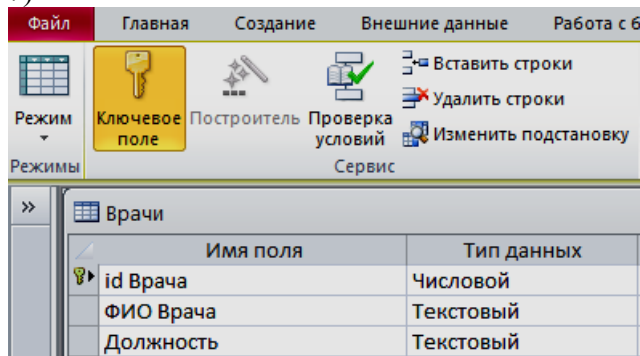 Файл Главная Создание Внешние данные Работа с б
Режим
Режимы
Ключевое поле
Построитель
Проверка условий
Вставить строки
Удалить строки
Изменить подстановку
Сервис
»
Врачи
Имя поля Тип данных
id Врача Числовой
ФИО Врача Текстовый
Должность Текстовый